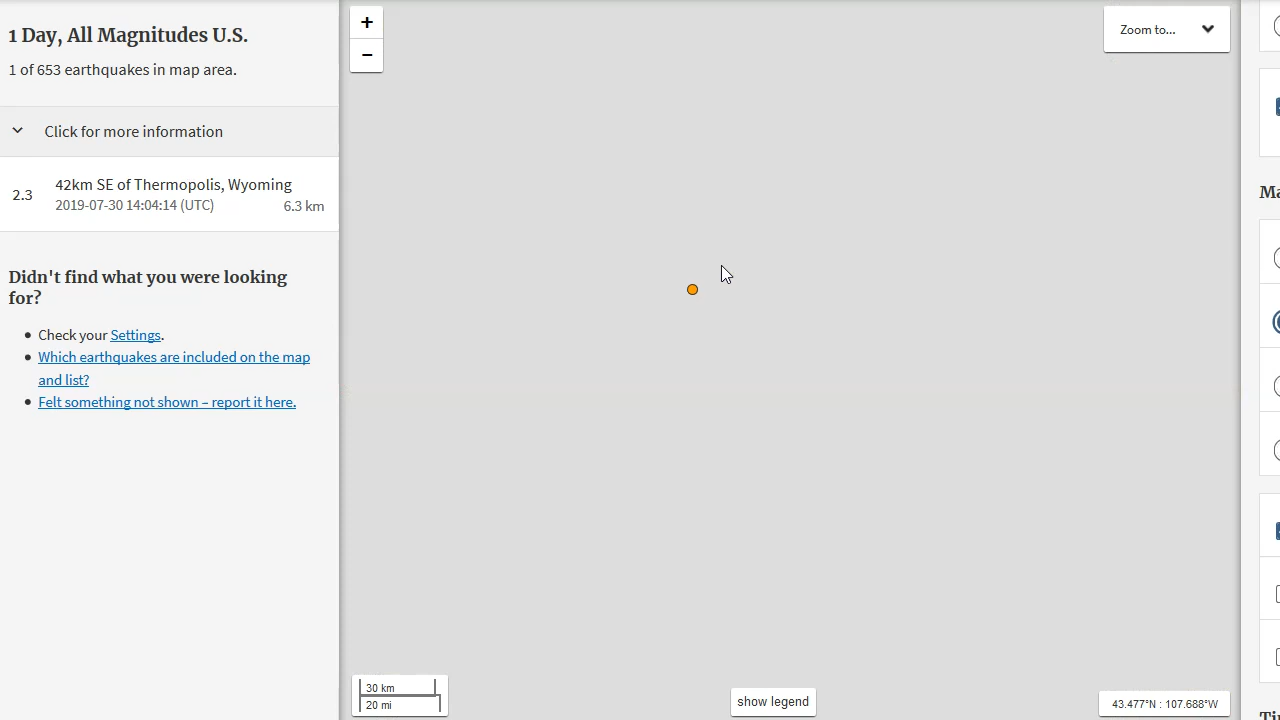 1 Day, All Magnitudes U.S.
1 of 653 earthquakes in map area.
Click for more information
2.3
42km SE of Thermopolis, Wyoming
2019-07-30 14:04:14 (UTC)
6.3 km
Didn't find what you were looking
for?
Check your Settings.
Which earthquakes are included on the map
and list?
Felt something not shown – report it here.
+
−
Zoom to...
30 km
20 mi
show legend
43.477°N : 107.688°W